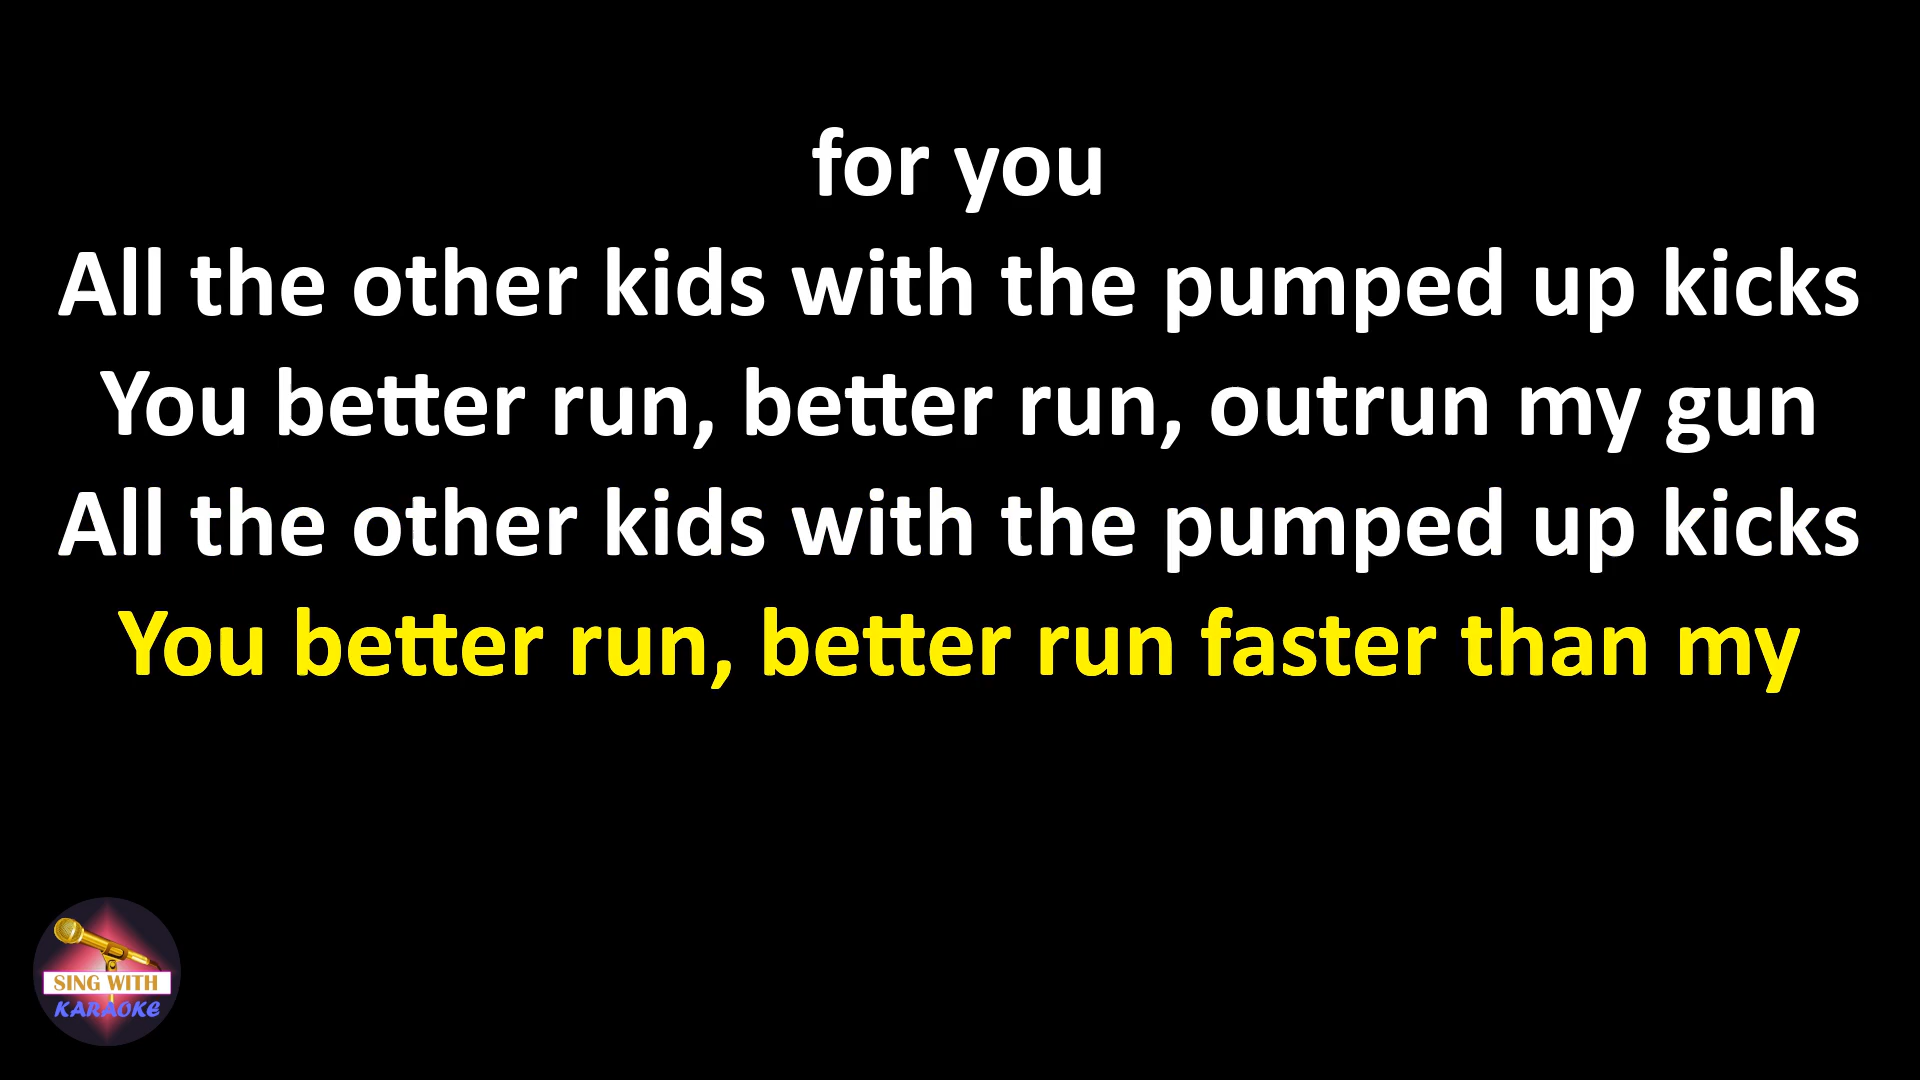 for you
All the other kids with the pumped up kicks
You better run, better run, outrun my gun
All the other kids with the pumped up kicks
You better run, better run faster than my
SING WITH
KARAOKE